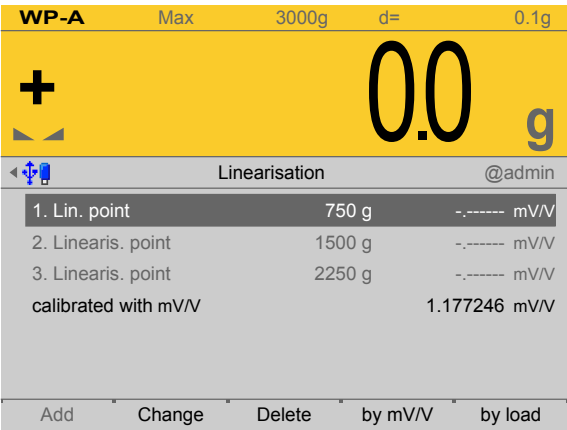 WP-A Max 3000g d= 0.1g
+ 0.0 g
Linearisation @admin
1. Lin. point 750 g -.------ mV/V
2. Linearis. point 1500 g -.------ mV/V
3. Linearis. point 2250 g -.------ mV/V
calibrated with mV/V 1.177246 mV/V
Add Change Delete by mV/V by load